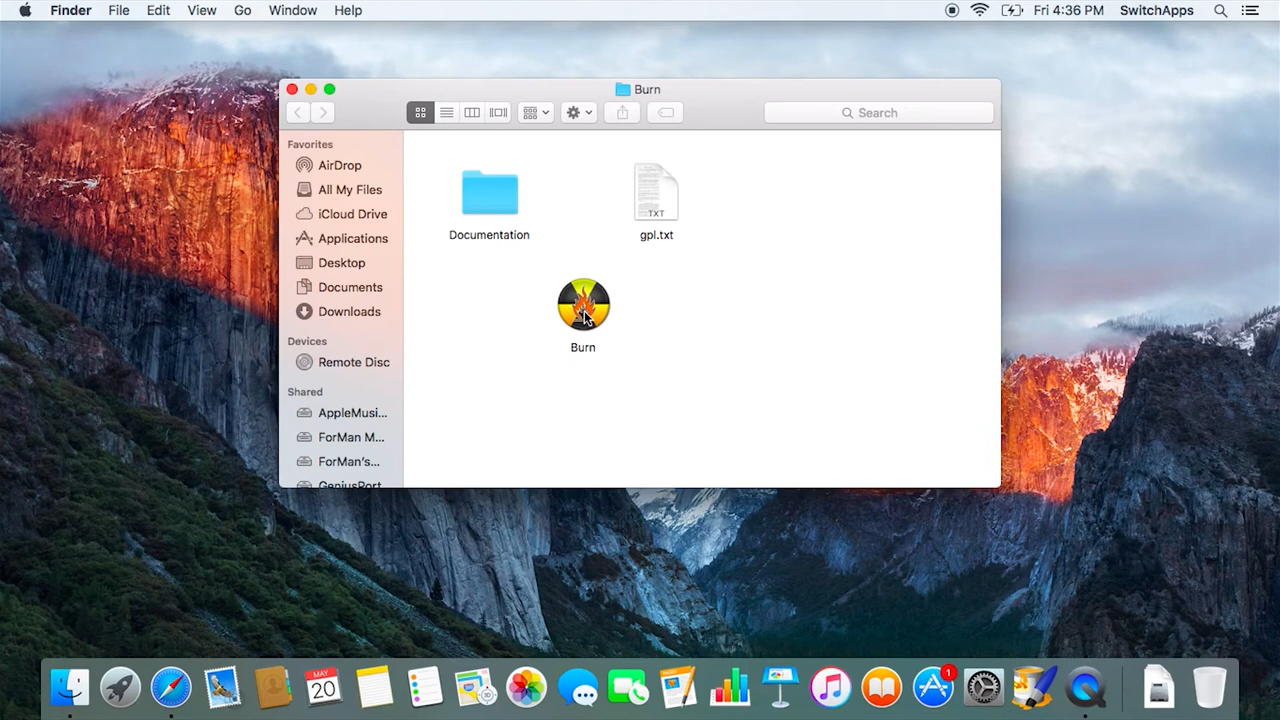 Finder File Edit View Go Window Help Fri 4:36 PM SwitchApps
Burn
Search
Favorites
AirDrop
All My Files
iCloud Drive
Applications
Desktop
Documents
Downloads
Devices
Remote Disc
Shared
AppleMusi...
ForMan M...
ForMan's...
GeniusPort
TXT
Documentation
gpl.txt
Burn
MAY
20
1